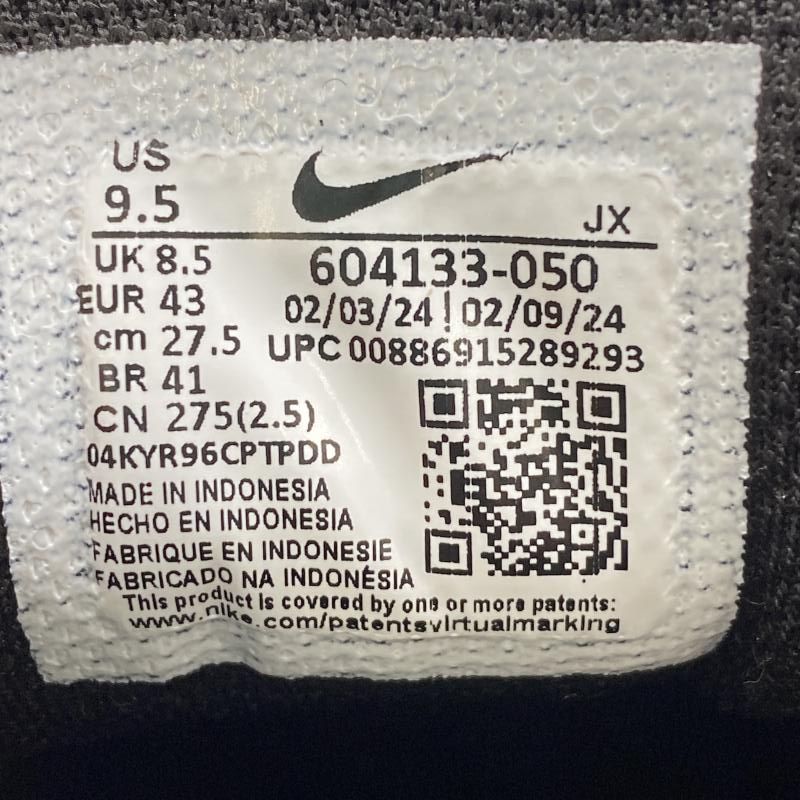 US
9.5
JX
UK 8.5
EUR 43
cm 27.5
BR 41
CN 275(2.5)
604133-050
02/03/24 | 02/09/24
UPC 00886915289293
04KYR96CPTPDD
MADE IN INDONESIA
HECHO EN INDONESIA
FABRIQUE EN INDONESIE
FABRICADO NA INDONÉSIA
This product is covered by one or more patents:
www.nike.com/patentsvirtualmarking